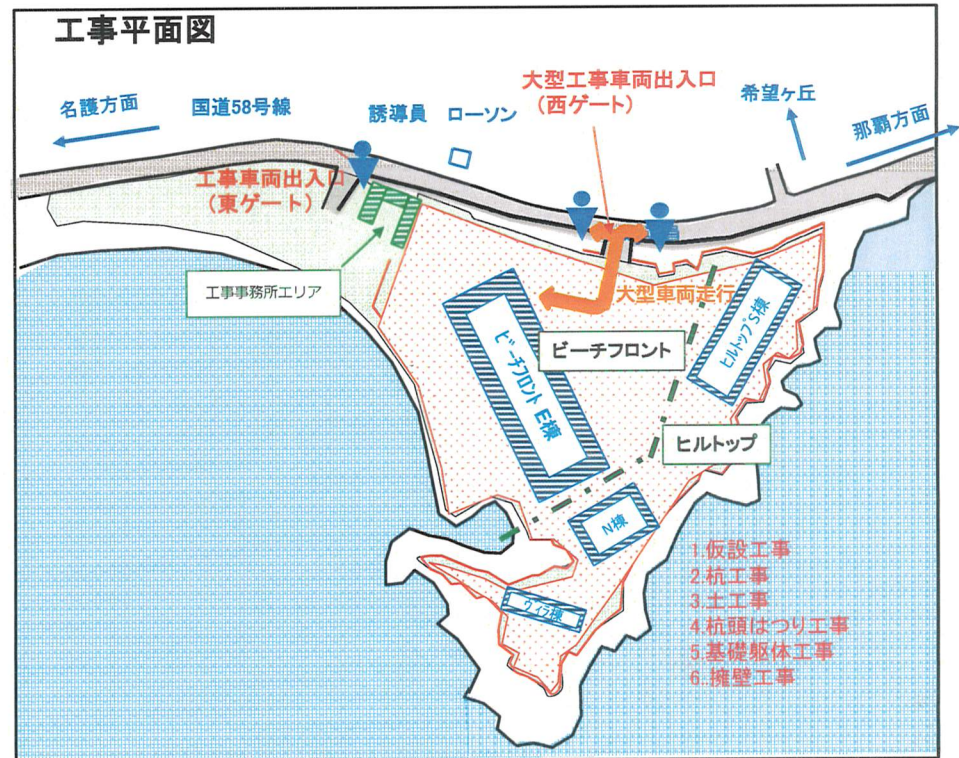 工事平面図
大型工事車両出入口
(西ゲート)
希望ヶ丘
名護方面
国道58号線
誘導員
ローソン
那覇方面
工事車両出入口
(東ゲート)
工事事務所エリア
大型車両走行
ヒルトップS棟
ビーチフロント
ビーチフロント E棟
ヒルトップ
N棟
ヴィラ棟
1.仮設工事
2.杭工事
3.土工事
4.杭頭はつり工事
5.基礎躯体工事
6.擁壁工事